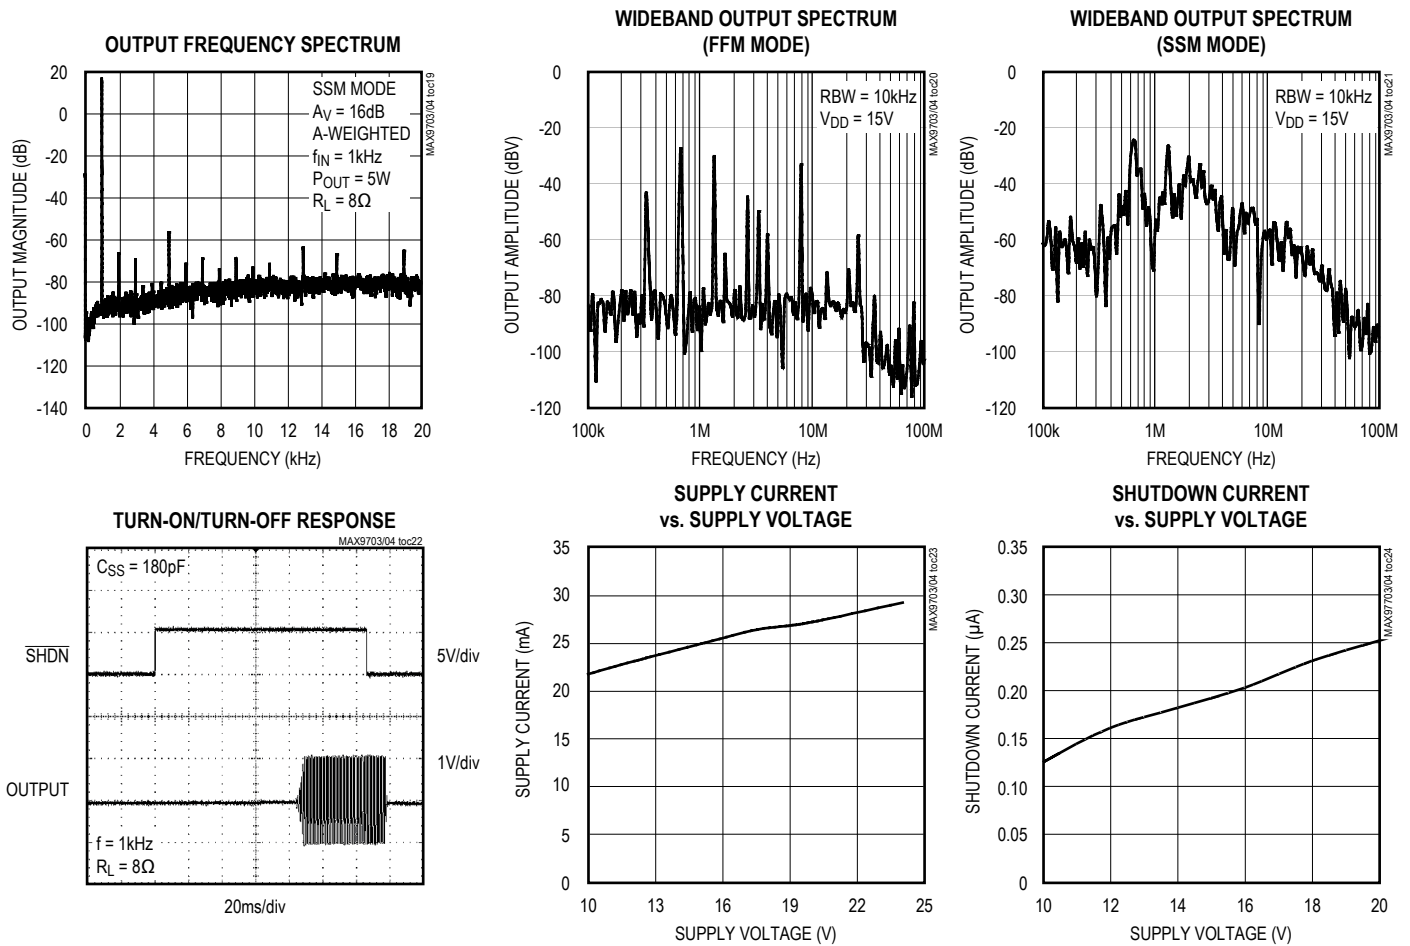 OUTPUT FREQUENCY SPECTRUM
MAX9703/04 toc19
SSM MODE
AV = 16dB
A-WEIGHTED
fIN = 1kHz
POUT = 5W
RL = 8Ω
OUTPUT MAGNITUDE (dB)
20
0
-20
-40
-60
-80
-100
-120
-140
0 2 4 6 8 10 12 14 16 18 20
FREQUENCY (kHz)
WIDEBAND OUTPUT SPECTRUM
(FFM MODE)
MAX9703/04 toc20
RBW = 10kHz
VDD = 15V
OUTPUT AMPLITUDE (dBV)
0
-20
-40
-60
-80
-100
-120
100k 1M 10M 100M
FREQUENCY (Hz)
WIDEBAND OUTPUT SPECTRUM
(SSM MODE)
MAX9703/04 toc21
RBW = 10kHz
VDD = 15V
OUTPUT AMPLITUDE (dBV)
0
-20
-40
-60
-80
-100
-120
100k 1M 10M 100M
FREQUENCY (Hz)
TURN-ON/TURN-OFF RESPONSE
MAX9703/04 toc22
CSS = 180pF
SHDN
5V/div
1V/div
OUTPUT
f = 1kHz
RL = 8Ω
20ms/div
SUPPLY CURRENT
vs. SUPPLY VOLTAGE
MAX9703/04 toc23
SUPPLY CURRENT (mA)
35
30
25
20
15
10
5
0
10 13 16 19 22 25
SUPPLY VOLTAGE (V)
SHUTDOWN CURRENT
vs. SUPPLY VOLTAGE
MAX97703/04 toc24
SHUTDOWN CURRENT (µA)
0.35
0.30
0.25
0.20
0.15
0.10
0.05
0
10 12 14 16 18 20
SUPPLY VOLTAGE (V)